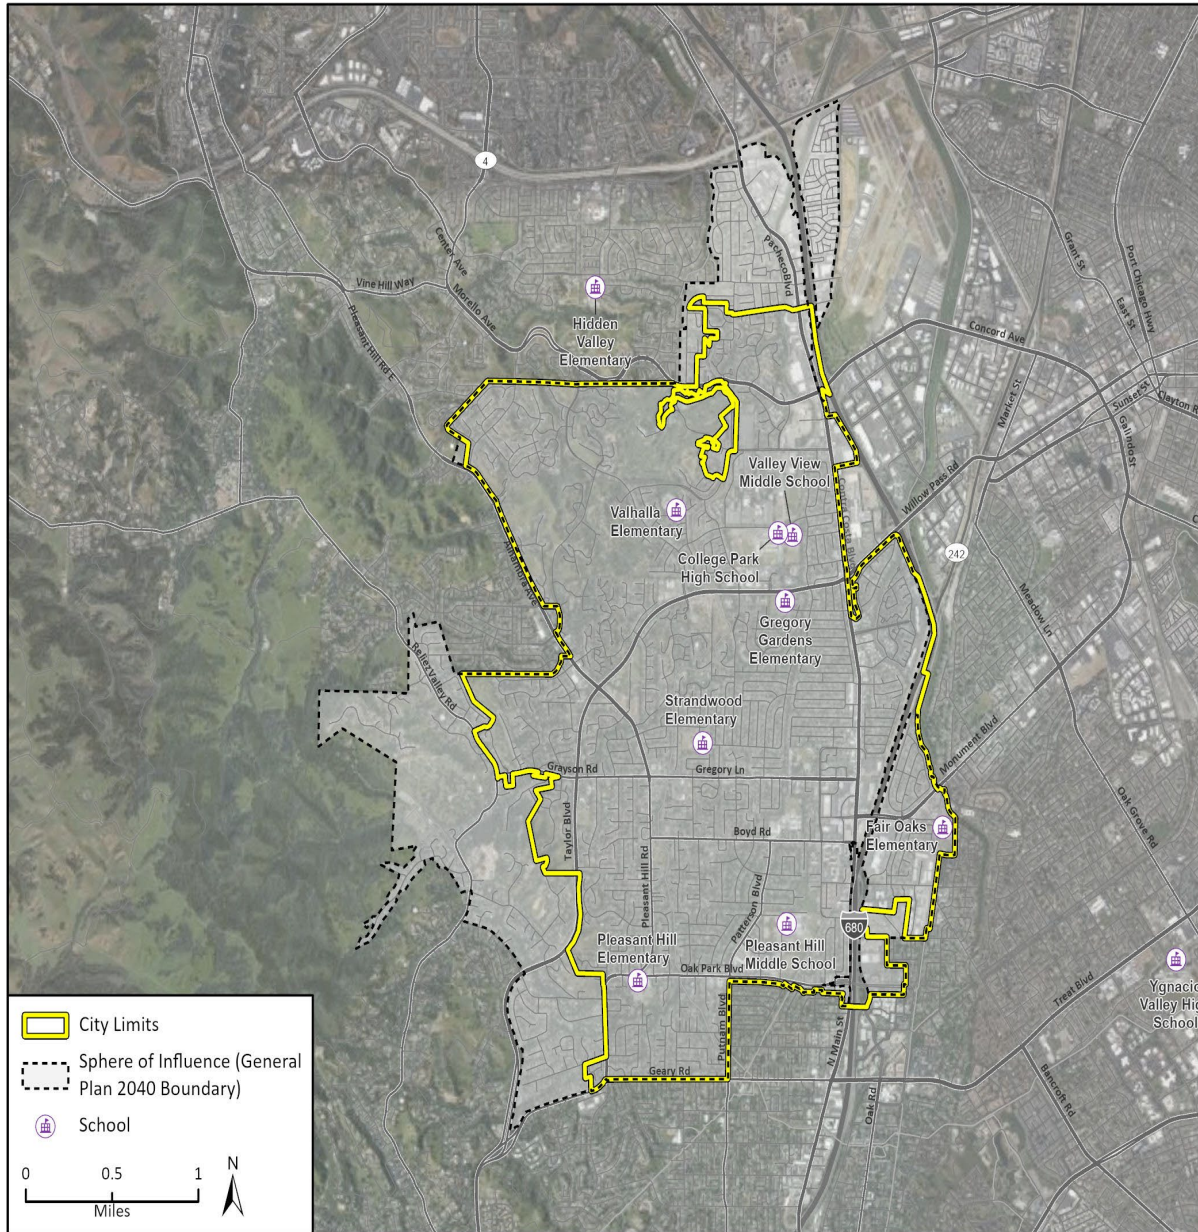 4
Center Ave
Pacheco Blvd
Grant St
Port Chicago Hwy
East St
Vine Hill Way
Morello Ave
Hidden
Valley
Elementary
Pleasant Hill Rd E
Concord Ave
Market St
Sunset St
Clayton R
Galindo St
Valley View
Middle School
Willow Pass Rd
Valhalla
Elementary
College Park
High School
242
Alhambra Ave
Meadow Ln
Gregory
Gardens
Elementary
Reliez Valley Rd
Strandwood
Elementary
Monument Blvd
Grayson Rd
Gregory Ln
Oak Grove Rd
Taylor Blvd
Boyd Rd
Fair Oaks
Elementary
Pleasant Hill Rd
Patterson Blvd
680
Pleasant Hill
Elementary
Pleasant Hill
Middle School
Oak Park Blvd
Treat Blvd
Ygnacio
Valley Hig
School
Putnam Blvd
N Main St
Geary Rd
Oak Rd
Bancroft Rd
City Limits
Sphere of Influence (General
Plan 2040 Boundary)
School
0 0.5 1
Miles
N